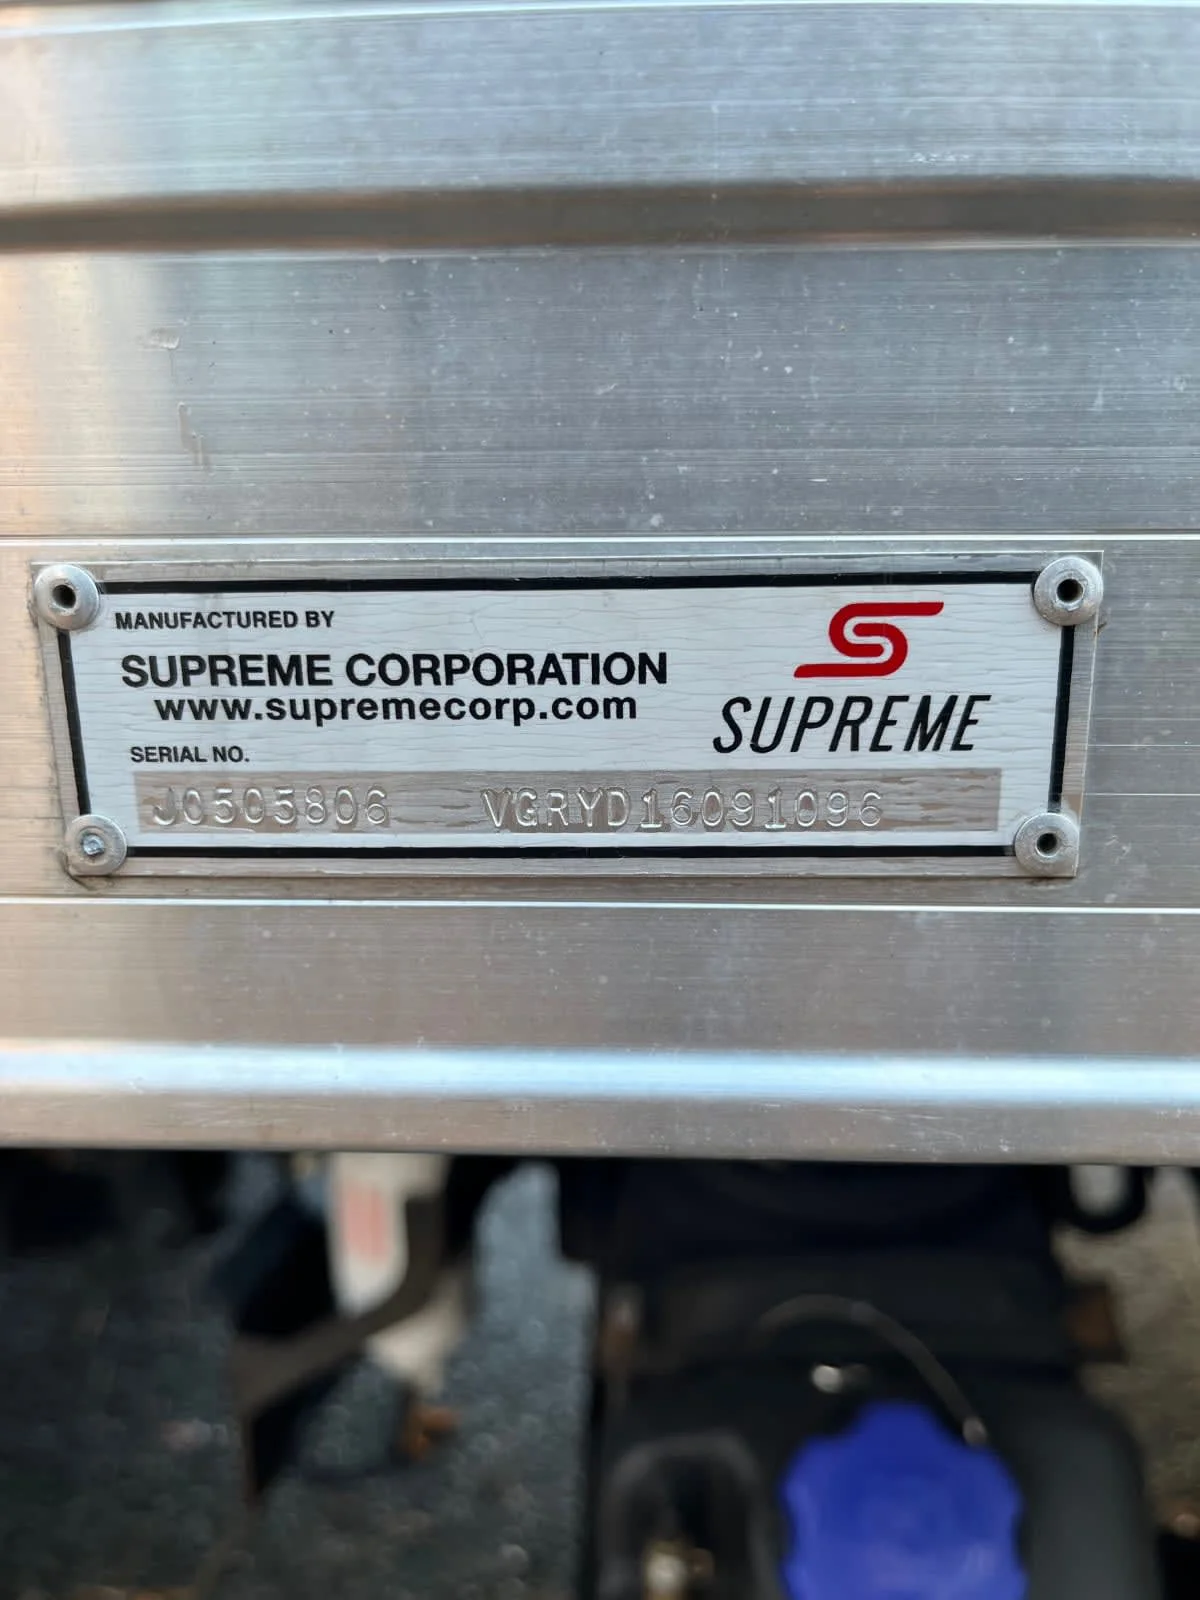 MANUFACTURED BY
SUPREME CORPORATION
www.supremecorp.com
SUPREME
SERIAL NO.
J0505806 VGRYD16091096